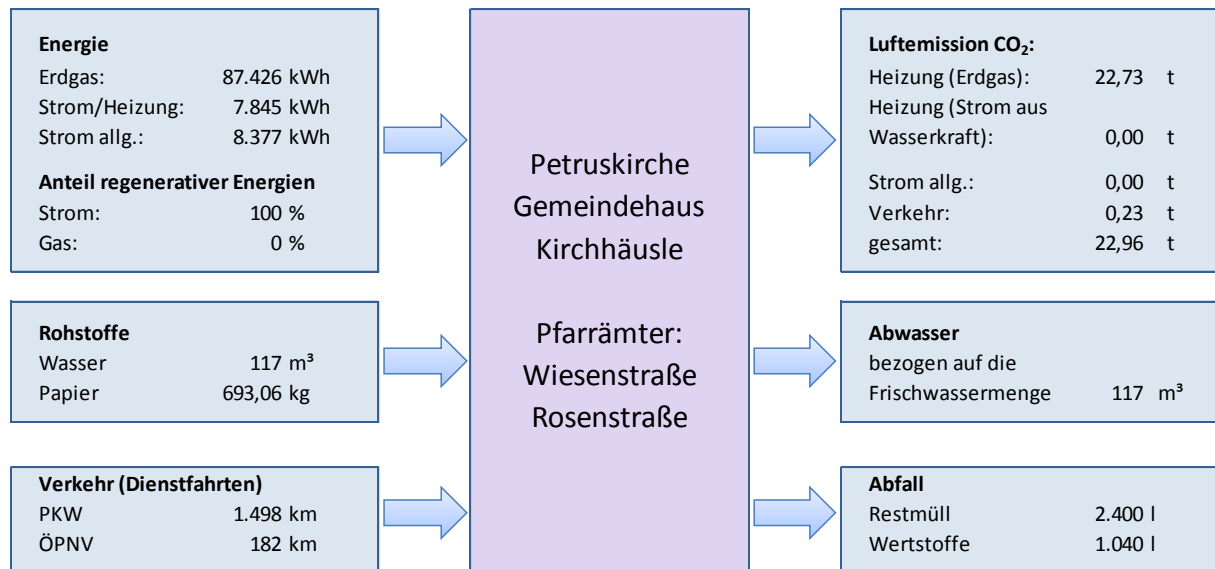 Energie
Erdgas: 87.426 kWh
Strom/Heizung: 7.845 kWh
Strom allg.: 8.377 kWh
Anteil regenerativer Energien
Strom: 100 %
Gas: 0 %
Rohstoffe
Wasser 117 m³
Papier 693,06 kg
Verkehr (Dienstfahrten)
PKW 1.498 km
ÖPNV 182 km
Petruskirche
Gemeindehaus
Kirchhäusle
Pfarrämter:
Wiesenstraße
Rosenstraße
Luftemission CO₂:
Heizung (Erdgas): 22,73 t
Heizung (Strom aus
Wasserkraft): 0,00 t
Strom allg.: 0,00 t
Verkehr: 0,23 t
gesamt: 22,96 t
Abwasser
bezogen auf die
Frischwassermenge 117 m³
Abfall
Restmüll 2.400 l
Wertstoffe 1.040 l